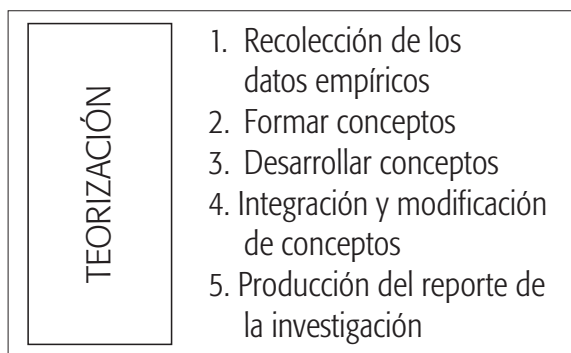 TEORIZACIÓN
1. Recolección de los
datos empíricos
2. Formar conceptos
3. Desarrollar conceptos
4. Integración y modificación
de conceptos
5. Producción del reporte de
la investigación